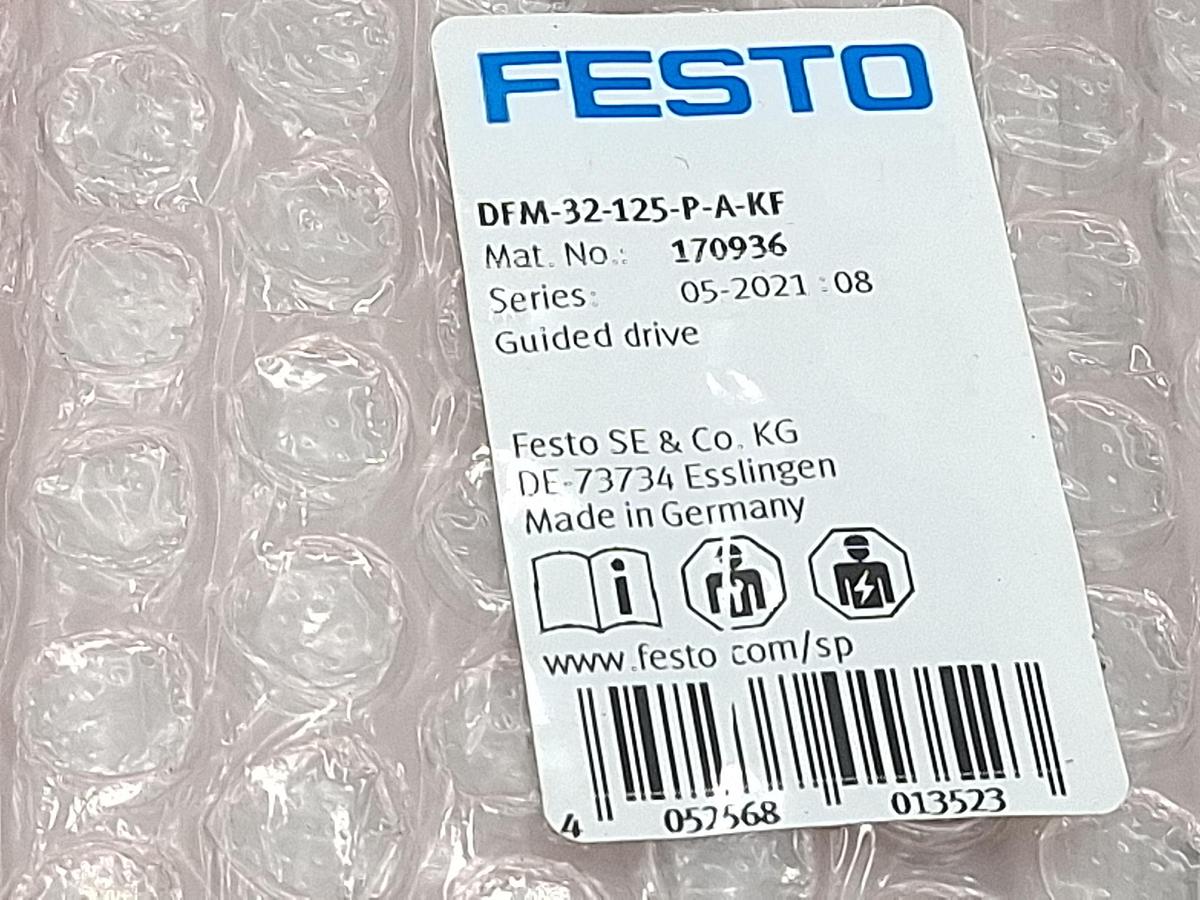 FESTO
DFM-32-125-P-A-KF
Mat. No.: 170936
Series: 05-2021 : 08
Guided drive
Festo SE & Co. KG
DE-73734 Esslingen
Made in Germany
i
www.festo.com/sp
4 052568 013523